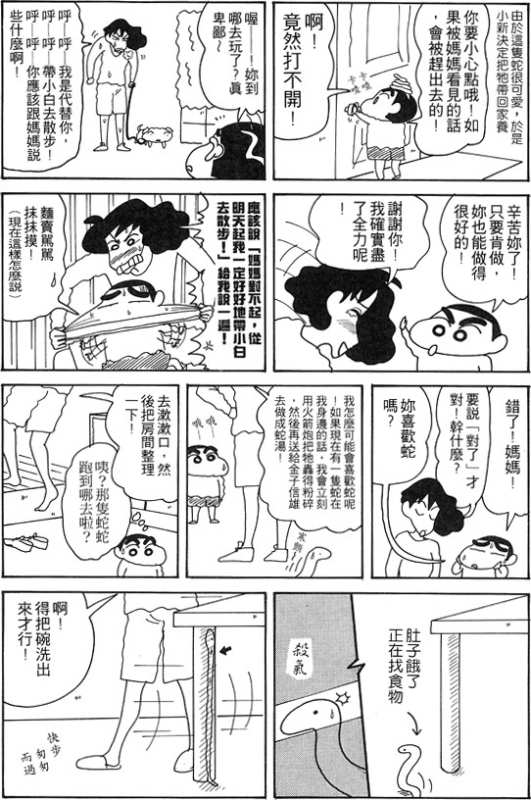 由於這隻蛇很可愛，於是
小新決定把牠帶回家養
你要小心點哦！如
果被媽媽看見的話
，會被趕出去的！
卡嗟
卡嗟
啊！
竟然打不開！
喔——！妳到
哪去玩了？真
卑鄙～
呼、呼、我是代替你，
呼、呼、帶小白去散步！
呼、呼、你應該跟媽媽說
些什麼啊！
辛苦妳了！
只要肯做，
妳也能做得
很好的！
謝謝你！
我確實盡
了全力呢
！
應該說「媽媽對不起，從
明天起我一定好好地帶小白
去散步！」給我說一遍！
麵賣罵罵
抹抹摸！
（現在這樣怎麼說）
錯了！媽媽！
要說「對了」才
對！幹什麼？
妳喜歡蛇
嗎？
我怎麼可能會喜歡蛇呢
！如果現在有一隻蛇在
我身邊的話，我會立刻
用火箭炮把牠轟得粉碎
，然後再送給金子信雄
去做成蛇湯！
哦
哦
去漱漱口，然
後把房間整理
一下！
咦？那隻蛇蛇
跑到哪去啦？
肚子餓了
正在找食物
殺氣
啊！
得把碗洗出
來才行！
快步
匆匆
而過